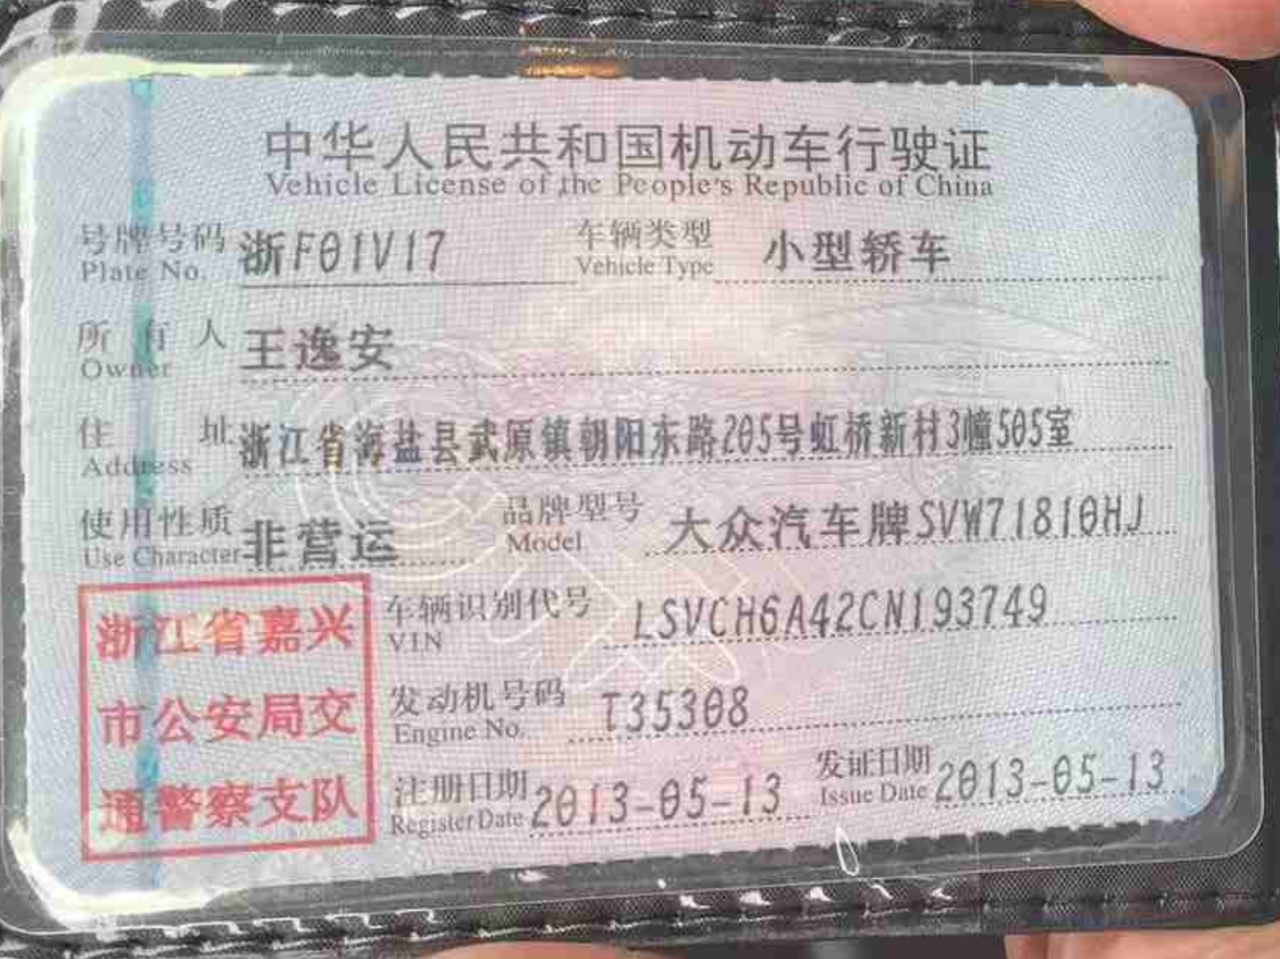 中华人民共和国机动车行驶证
Vehicle License of the People's Republic of China
号牌号码 浙F01V17 车辆类型 小型轿车
Plate No. Vehicle Type
所有人 王逸安
Owner
住址 浙江省海盐县武原镇朝阳东路205号虹桥新村3幢505室
Address
使用性质 非营运 品牌型号 大众汽车牌SVW71810HJ
Use Character Model
浙江省嘉兴
市公安局交
通警察支队
车辆识别代号 LSVCH6A42CN193749
VIN
发动机号码 T35308
Engine No.
注册日期 2013-05-13 发证日期 2013-05-13
Register Date Issue Date